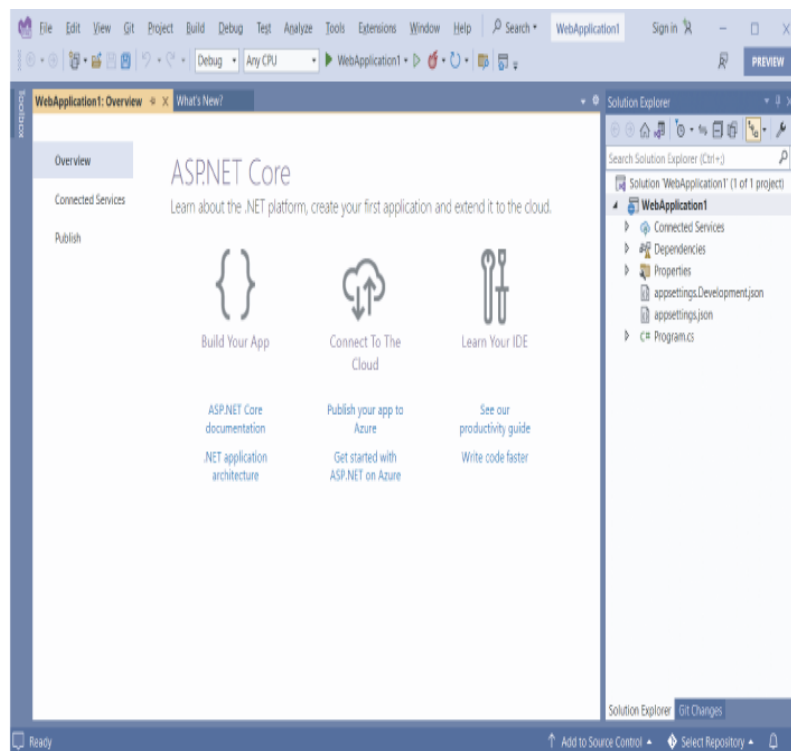 File Edit View Git Project Build Debug Test Analyze Tools Extensions Window Help Search WebApplication1 Sign in
Debug Any CPU WebApplication1 PREVIEW
Toolbox
WebApplication1: Overview What's New?
Overview
Connected Services
Publish
ASP.NET Core
Learn about the .NET platform, create your first application and extend it to the cloud.
Build Your App
Connect To The
Cloud
Learn Your IDE
ASP.NET Core
documentation
.NET application
architecture
Publish your app to
Azure
Get started with
ASP.NET on Azure
See our
productivity guide
Write code faster
Solution Explorer
Search Solution Explorer (Ctrl+;)
Solution 'WebApplication1' (1 of 1 project)
WebApplication1
Connected Services
Dependencies
Properties
appsettings.Development.json
appsettings.json
C# Program.cs
Solution Explorer Git Changes
Ready Add to Source Control Select Repository